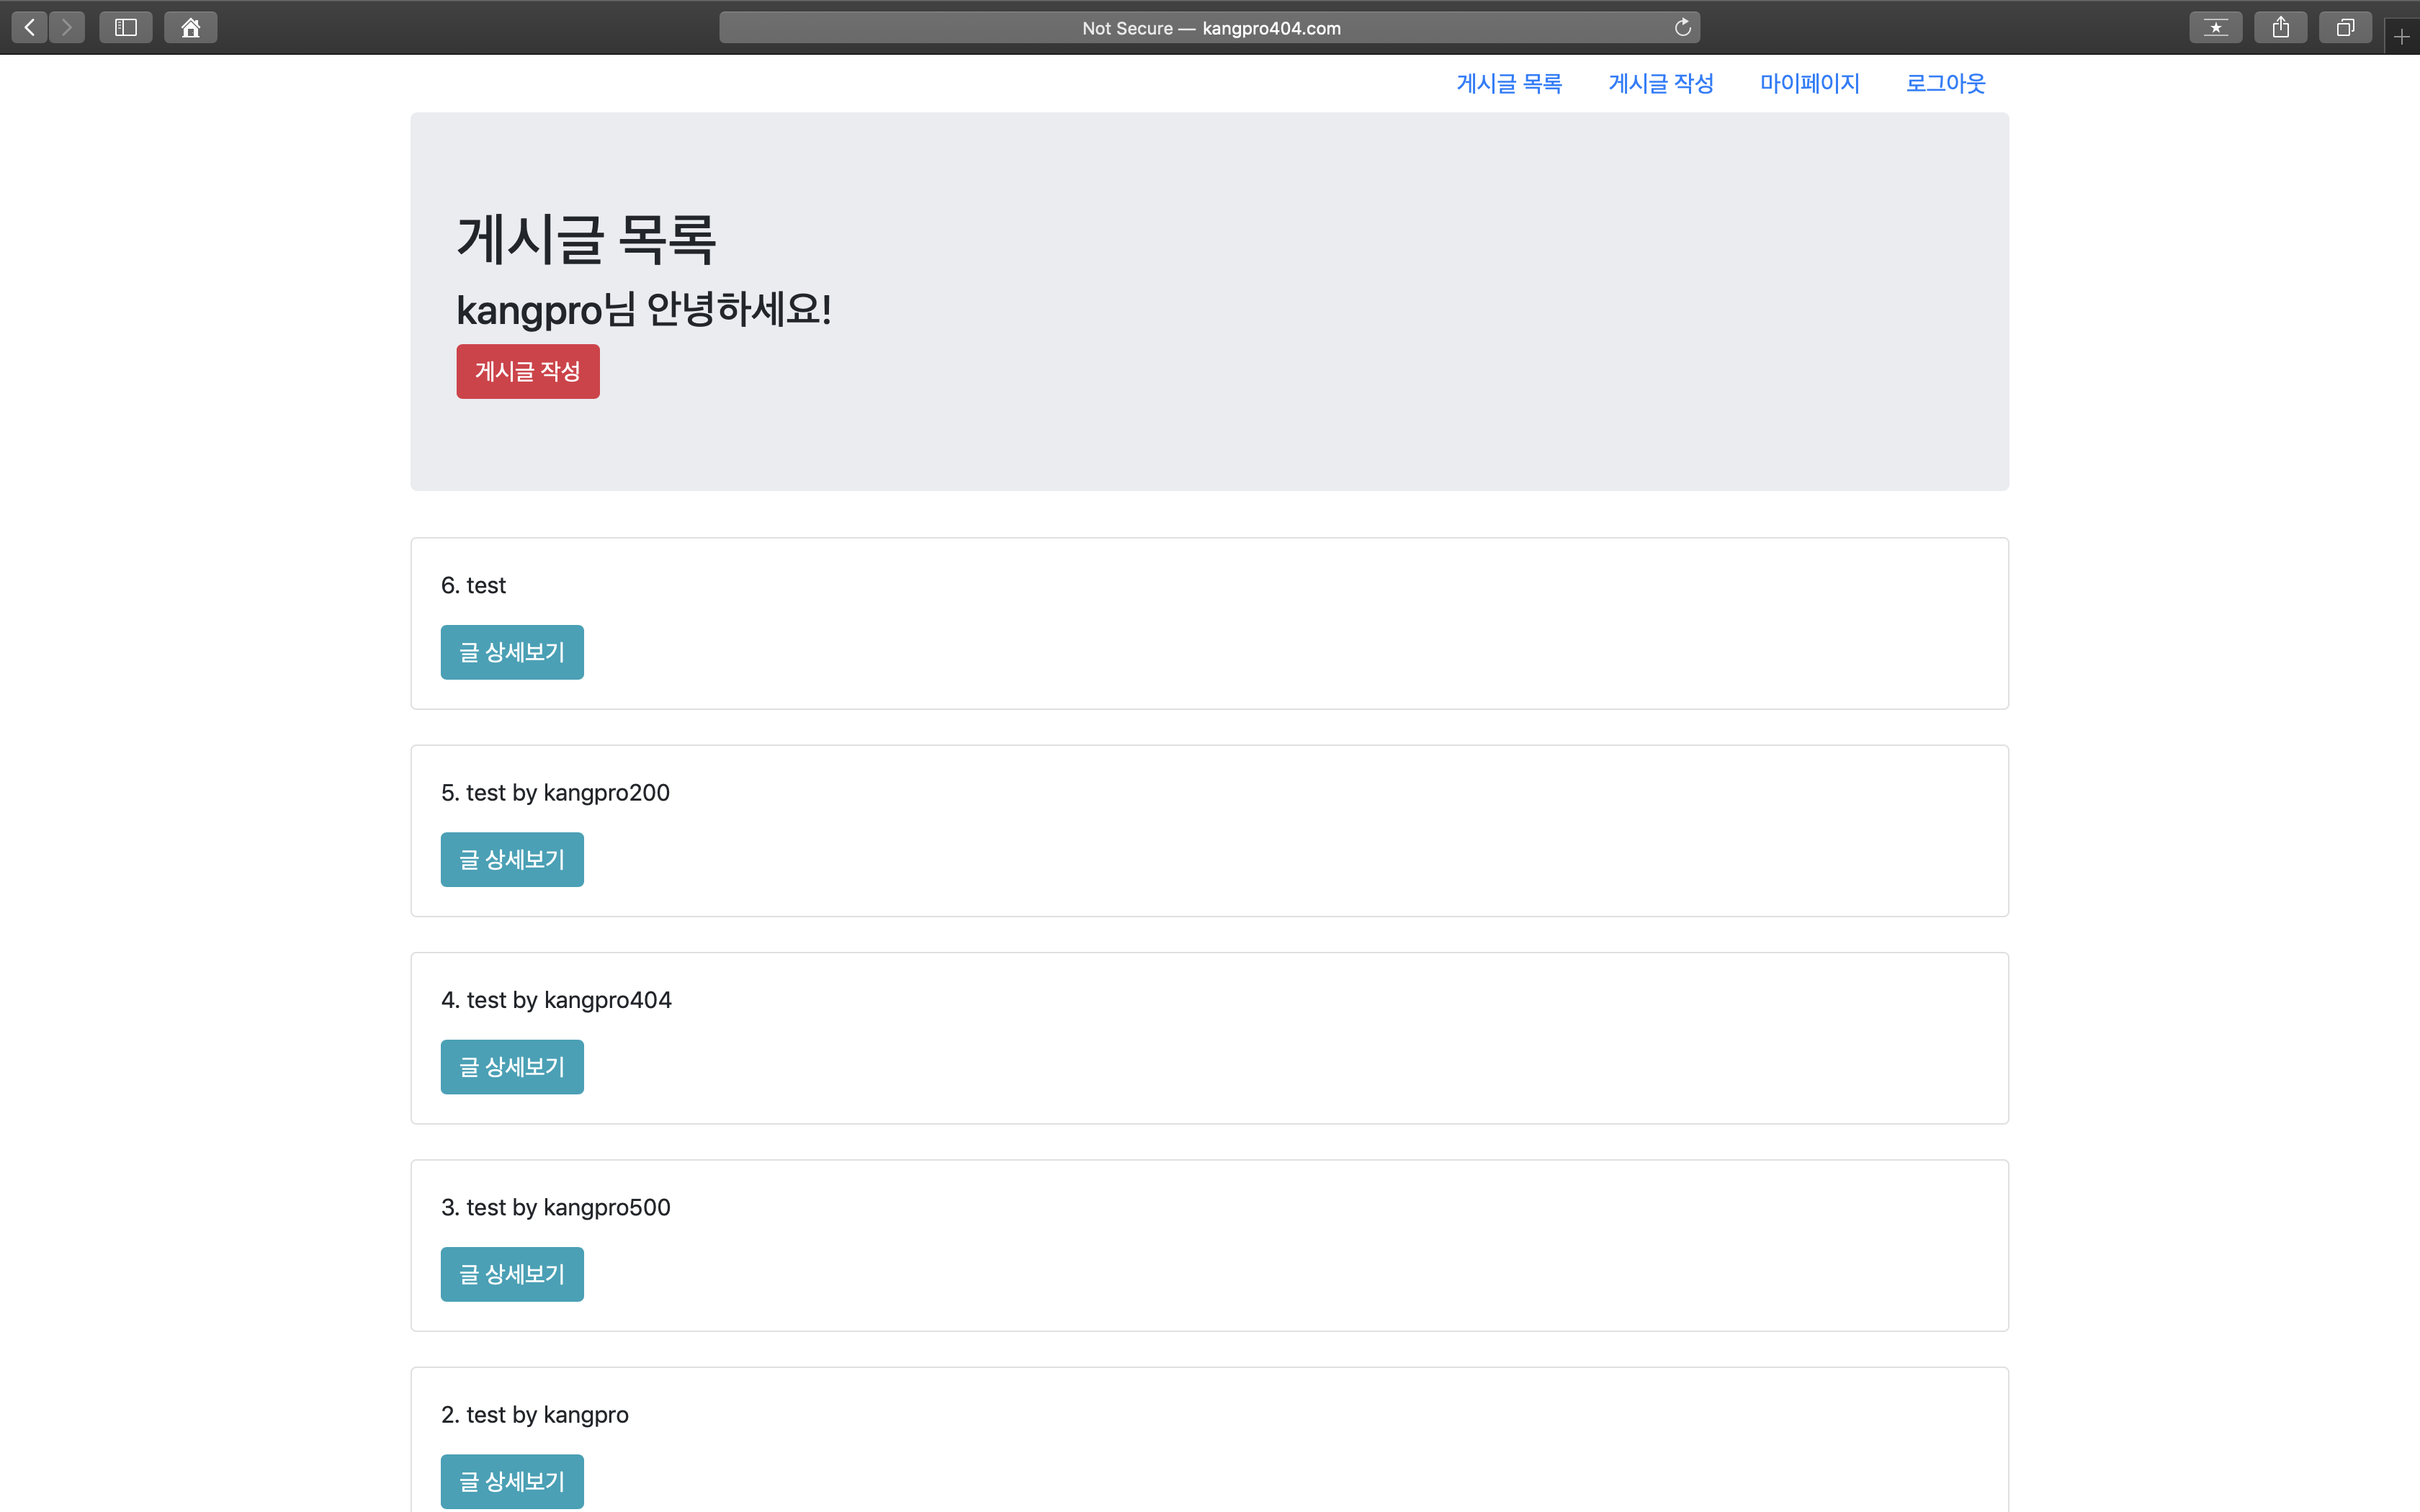 Not Secure — kangpro404.com
게시글 목록 게시글 작성 마이페이지 로그아웃
게시글 목록
kangpro님 안녕하세요!
게시글 작성
6. test
글 상세보기
5. test by kangpro200
글 상세보기
4. test by kangpro404
글 상세보기
3. test by kangpro500
글 상세보기
2. test by kangpro
글 상세보기